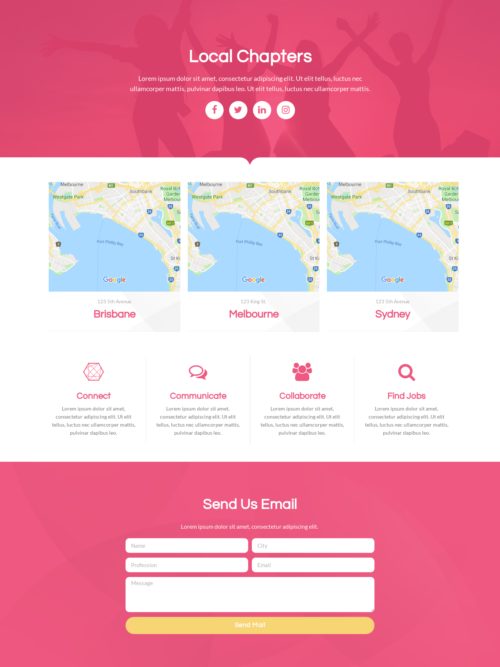 Local Chapters
Lorem ipsum dolor sit amet, consectetur adipiscing elit. Ut elit tellus, luctus nec
ullamcorper mattis, pulvinar dapibus leo. Ut elit tellus, luctus nec ullamcorper mattis.
Melbourne
Southbank
Westgate Park
Port Phillip Bay
Google
Melbourne
Southbank
Westgate Park
Port Phillip Bay
Google
Melbourne
Southbank
Westgate Park
Port Phillip Bay
Google
123 5th Avenue
Brisbane
123 King St.
Melbourne
123 5th Avenue
Sydney
Connect
Lorem ipsum dolor sit amet,
consectetur adipiscing elit. Ut elit
tellus, luctus nec ullamcorper mattis,
pulvinar dapibus leo.
Communicate
Lorem ipsum dolor sit amet,
consectetur adipiscing elit. Ut elit
tellus, luctus nec ullamcorper mattis,
pulvinar dapibus leo.
Collaborate
Lorem ipsum dolor sit amet,
consectetur adipiscing elit. Ut elit
tellus, luctus nec ullamcorper mattis,
pulvinar dapibus leo.
Find Jobs
Lorem ipsum dolor sit amet,
consectetur adipiscing elit. Ut elit
tellus, luctus nec ullamcorper mattis,
pulvinar dapibus leo.
Send Us Email
Lorem ipsum dolor sit amet, consectetur adipiscing elit.
Name
City
Profession
Email
Message
Send Mail